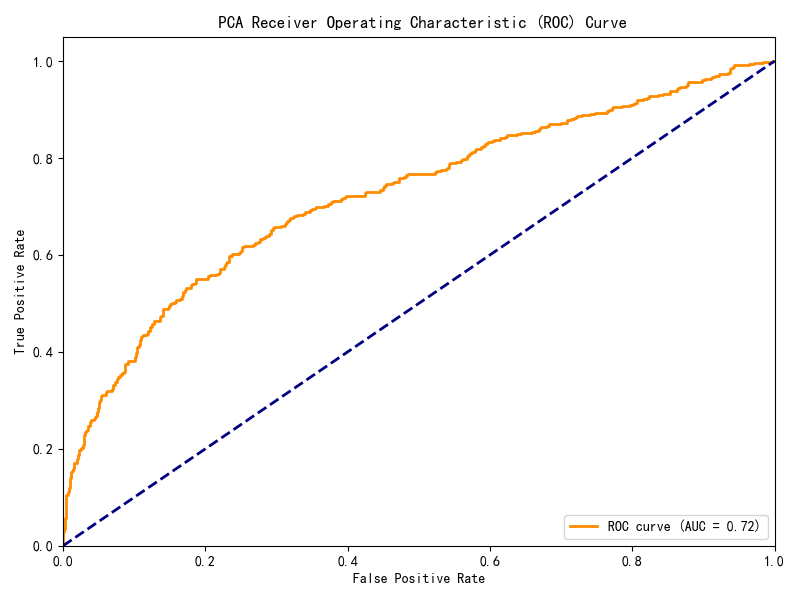 PCA Receiver Operating Characteristic (ROC) Curve
True Positive Rate
1.0
0.8
0.6
0.4
0.2
0.0
ROC curve (AUC = 0.72)
0.0 0.2 0.4 0.6 0.8 1.0
False Positive Rate